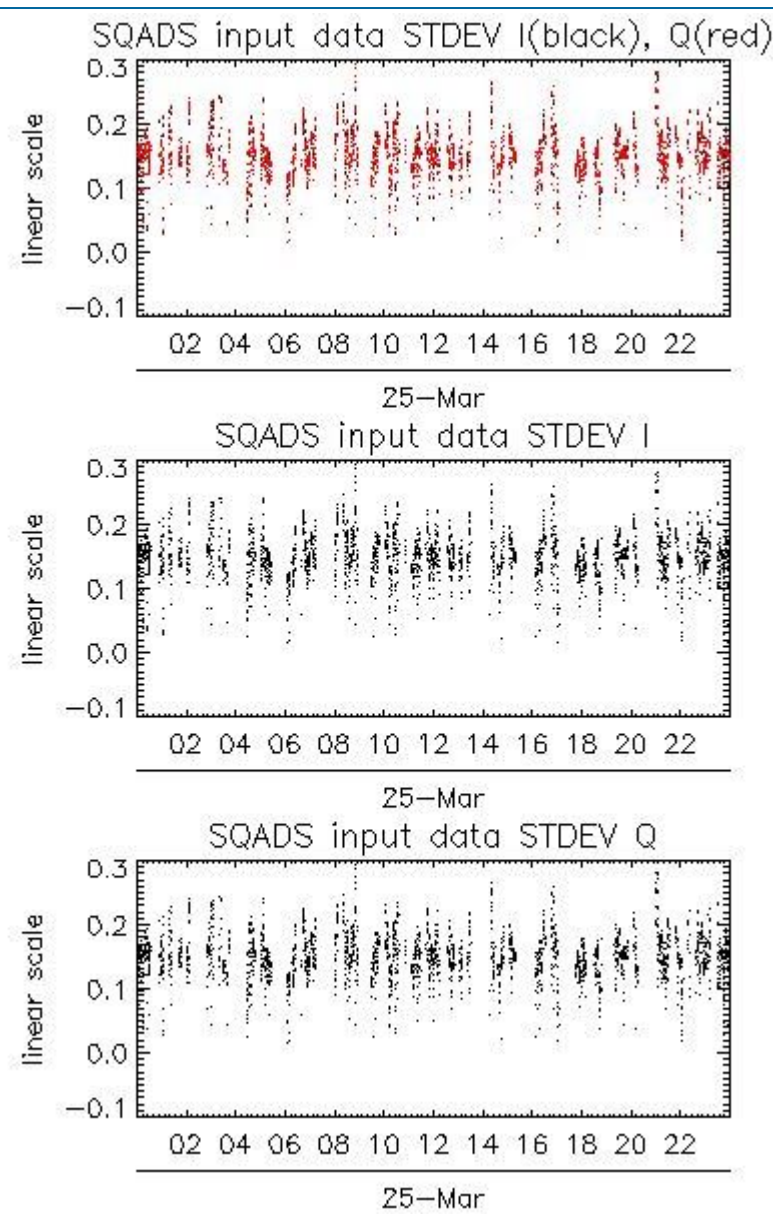 SQADS input data STDEV I(black), Q(red)
linear scale
0.3
0.2
0.1
0.0
−0.1
02 04 06 08 10 12 14 16 18 20 22
25−Mar
SQADS input data STDEV I
linear scale
0.3
0.2
0.1
0.0
−0.1
02 04 06 08 10 12 14 16 18 20 22
25−Mar
SQADS input data STDEV Q
linear scale
0.3
0.2
0.1
0.0
−0.1
02 04 06 08 10 12 14 16 18 20 22
25−Mar